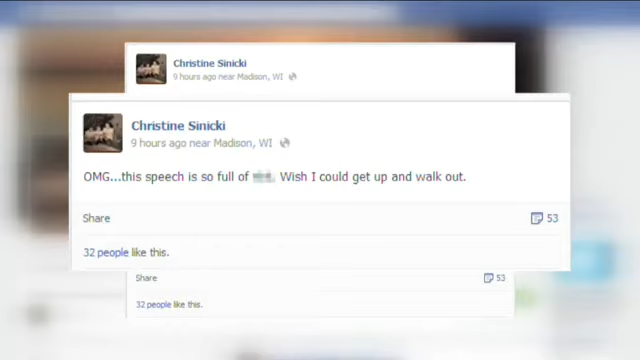 Christine Sinicki
9 hours ago near Madison, WI
Christine Sinicki
9 hours ago near Madison, WI
OMG...this speech is so full of . Wish I could get up and walk out.
Share 53
32 people like this.
Share 53
32 people like this.